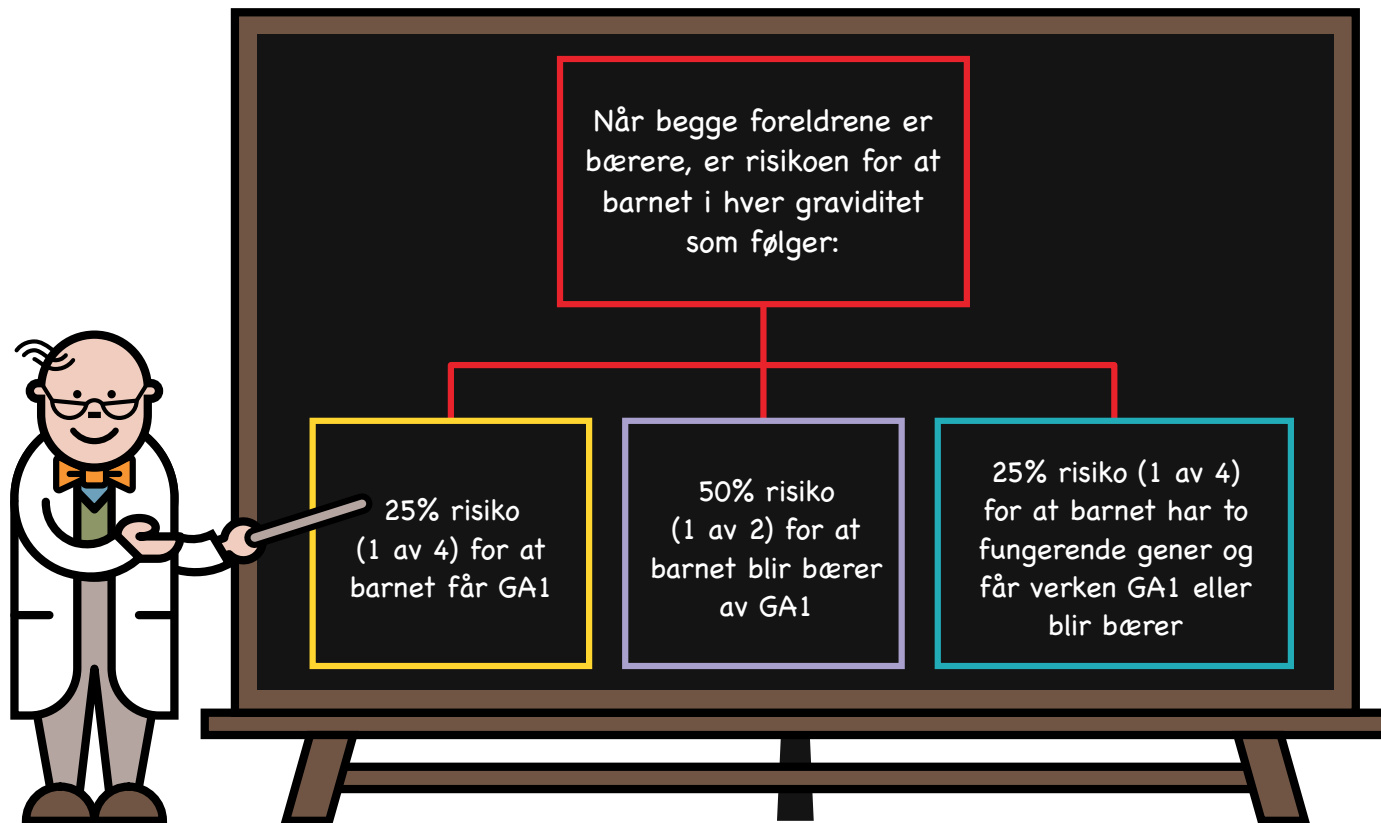 Når begge foreldrene er
bærere, er risikoen for at
barnet i hver graviditet
som følger:
25% risiko
(1 av 4) for at
barnet får GA1
50% risiko
(1 av 2) for at
barnet blir bærer
av GA1
25% risiko (1 av 4)
for at barnet har to
fungerende gener og
får verken GA1 eller
blir bærer